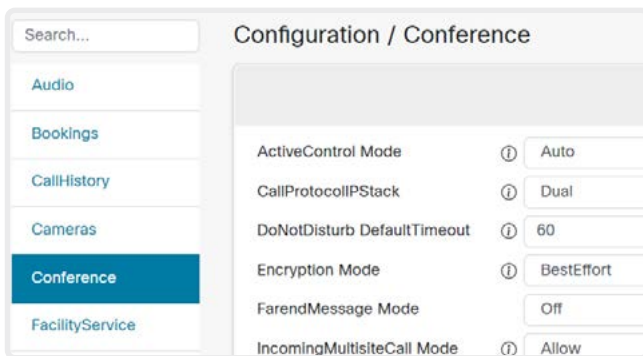 Search...
Configuration / Conference
Audio
Bookings
CallHistory
Cameras
Conference
FacilityService
ActiveControl Mode Auto
CallProtocolIPStack Dual
DoNotDisturb DefaultTimeout 60
Encryption Mode BestEffort
FarendMessage Mode Off
IncomingMultisiteCall Mode Allow